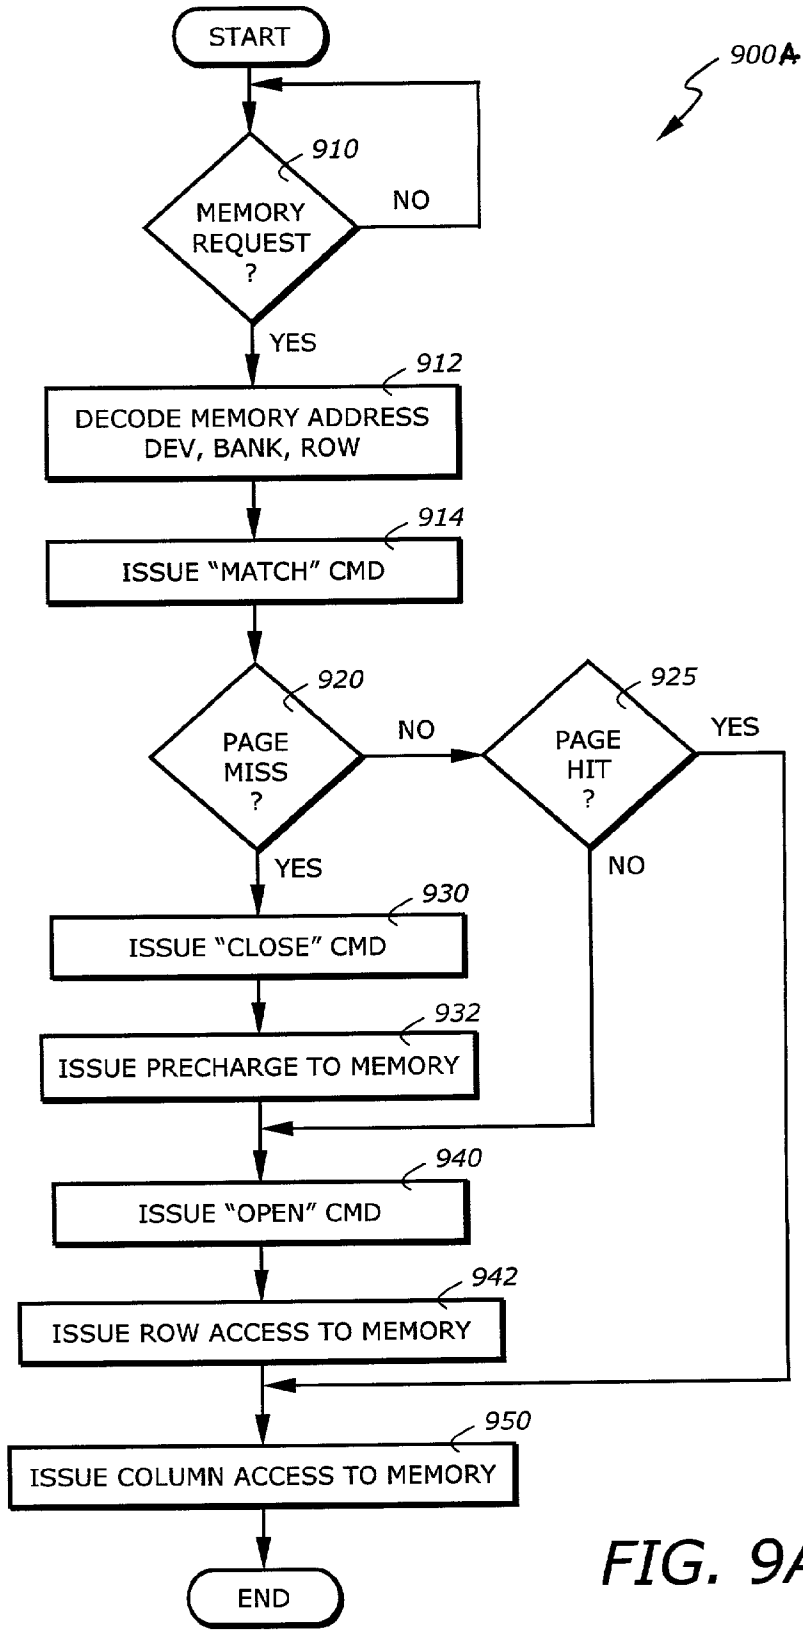 START
900A
910
MEMORY
REQUEST
?
NO
YES
912
DECODE MEMORY ADDRESS
DEV, BANK, ROW
914
ISSUE “MATCH” CMD
920
PAGE
MISS
?
NO
925
PAGE
HIT
?
YES
YES
NO
930
ISSUE “CLOSE” CMD
932
ISSUE PRECHARGE TO MEMORY
940
ISSUE “OPEN” CMD
942
ISSUE ROW ACCESS TO MEMORY
950
ISSUE COLUMN ACCESS TO MEMORY
END
FIG. 9A